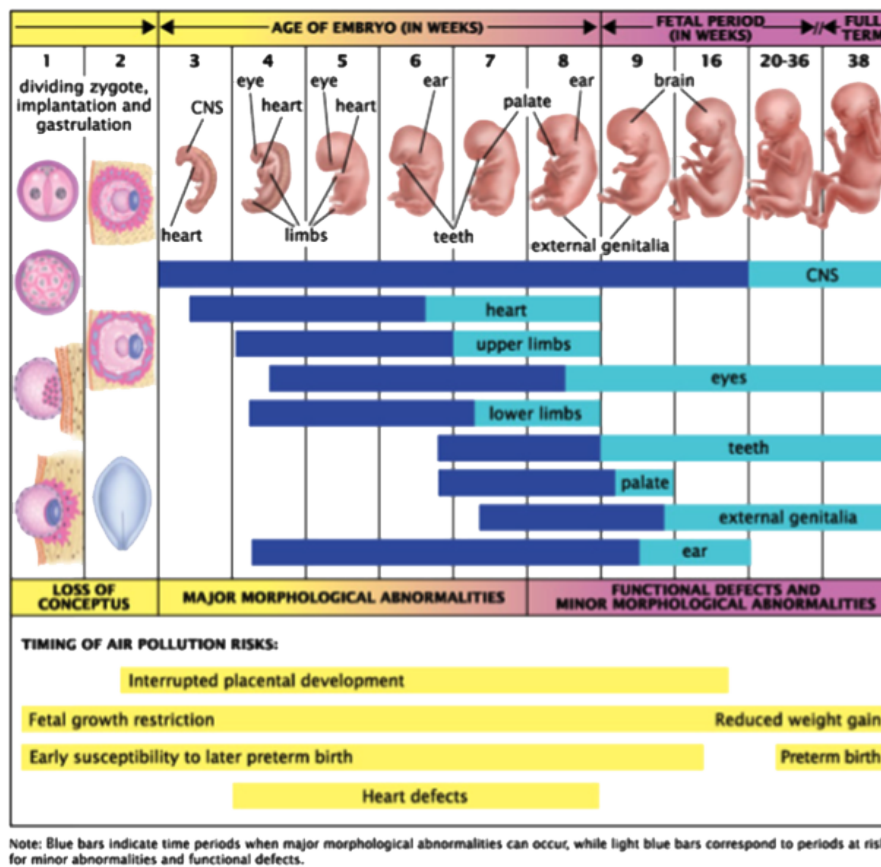 AGE OF EMBRYO (IN WEEKS)
FETAL PERIOD
(IN WEEKS)
FULL
TERM
1 2 3 4 5 6 7 8 9 16 20-36 38
dividing zygote,
implantation and
gastrulation
CNS
heart
eye
heart
limbs
eye
heart
ear
teeth
palate
ear
external genitalia
brain
CNS
heart
upper limbs
eyes
lower limbs
teeth
palate
external genitalia
ear
LOSS OF
CONCEPTUS
MAJOR MORPHOLOGICAL ABNORMALITIES
FUNCTIONAL DEFECTS AND
MINOR MORPHOLOGICAL ABNORMALITIES
TIMING OF AIR POLLUTION RISKS:
Interrupted placental development
Fetal growth restriction Reduced weight gain
Early susceptibility to later preterm birth Preterm birth
Heart defects
Note: Blue bars indicate time periods when major morphological abnormalities can occur, while light blue bars correspond to periods at risk
for minor abnormalities and functional defects.